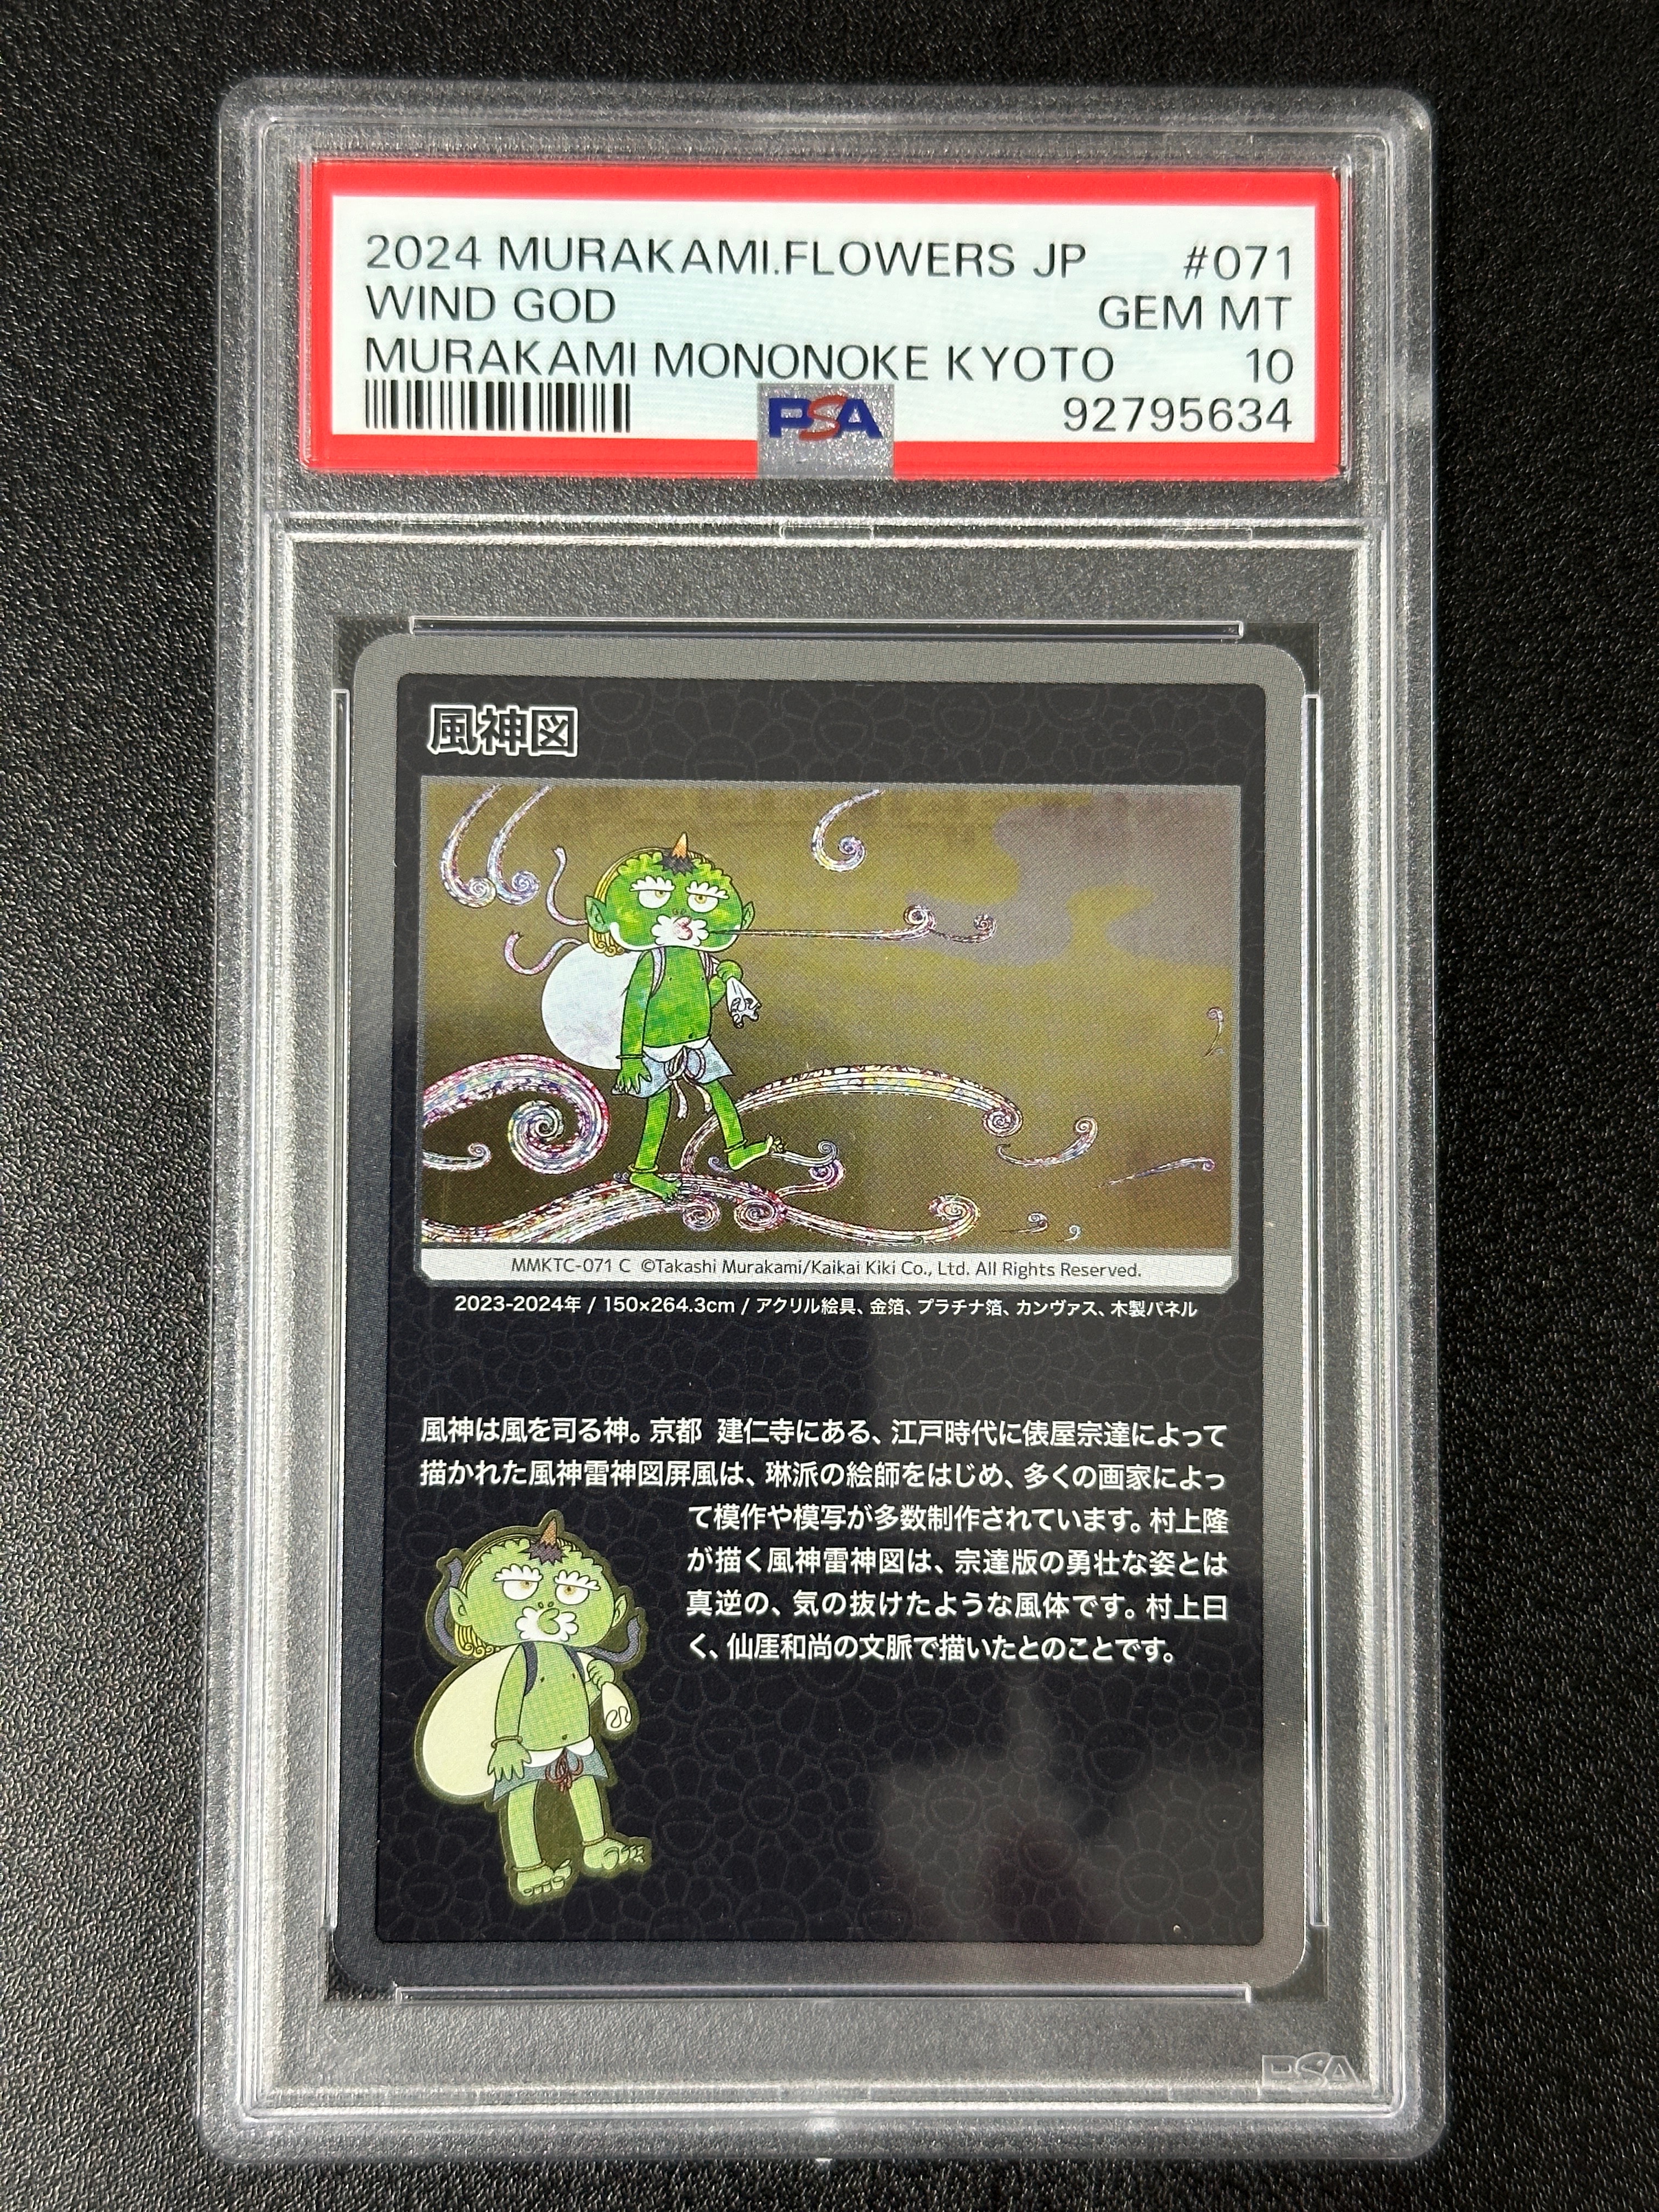 2024 MURAKAMI.FLOWERS JP #071
WIND GOD GEM MT
MURAKAMI MONONOKE KYOTO 10
PSA 92795634
風神図
MMKTC-071 C ©Takashi Murakami/Kaikai Kiki Co., Ltd. All Rights Reserved.
2023-2024年 / 150×264.3cm / アクリル絵具、金箔、プラチナ箔、カンヴァス、木製パネル
風神は風を司る神。京都 建仁寺にある、江戸時代に俵屋宗達によって
描かれた風神雷神図屏風は、琳派の絵師をはじめ、多くの画家によっ
て模作や模写が多数制作されています。村上隆
が描く風神雷神図は、宗達版の勇壮な姿とは
真逆の、気の抜けたような風体です。村上曰
く、仙厓和尚の文脈で描いたとのことです。
PSA